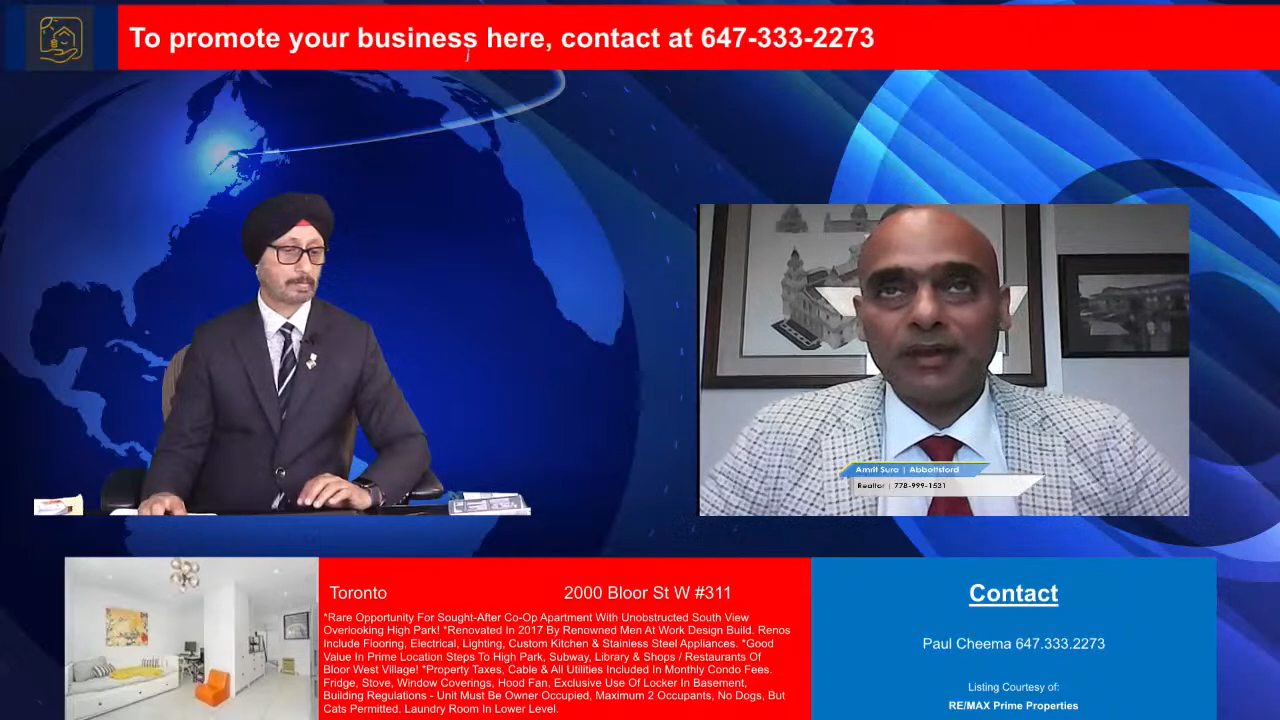 To promote your business here, contact at 647-333-2273
Amrit Sura | Abbottsford
Realtor | 778-999-1531
Toronto 2000 Bloor St W #311
*Rare Opportunity For Sought-After Co-Op Apartment With Unobstructed South View
Overlooking High Park! *Renovated In 2017 By Renowned Men At Work Design Build. Renos
Include Flooring, Electrical, Lighting, Custom Kitchen & Stainless Steel Appliances. *Good
Value In Prime Location Steps To High Park, Subway, Library & Shops / Restaurants Of
Bloor West Village! *Property Taxes, Cable & All Utilities Included In Monthly Condo Fees.
Fridge, Stove, Window Coverings, Hood Fan, Exclusive Use Of Locker In Basement,
Building Regulations - Unit Must Be Owner Occupied, Maximum 2 Occupants, No Dogs, But
Cats Permitted. Laundry Room In Lower Level.
Contact
Paul Cheema 647.333.2273
Listing Courtesy of:
RE/MAX Prime Properties